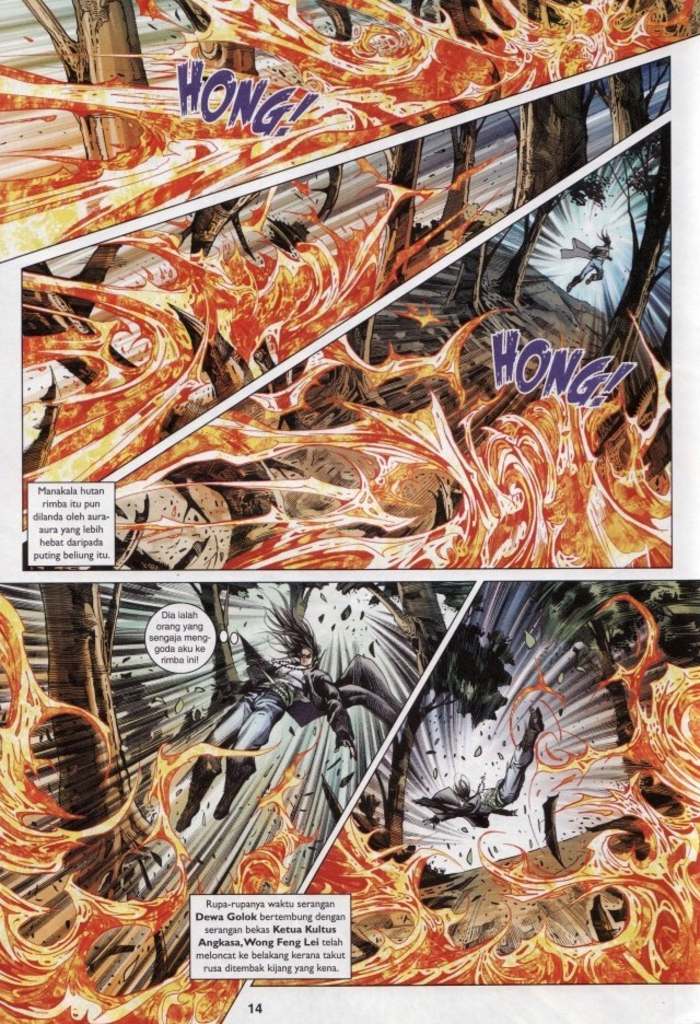 HONG!
HONG!
Manakala hutan
rimba itu pun
dilanda oleh aura-
aura yang lebih
hebat daripada
puting beliung itu.
Dia ialah
orang yang
sengaja meng-
goda aku ke
rimba ini!
Rupa-rupanya waktu serangan
Dewa Golok bertembung dengan
serangan bekas Ketua Kultus
Angkasa, Wong Feng Lei telah
meloncat ke belakang kerana takut
rusa ditembak kijang yang kena.
14